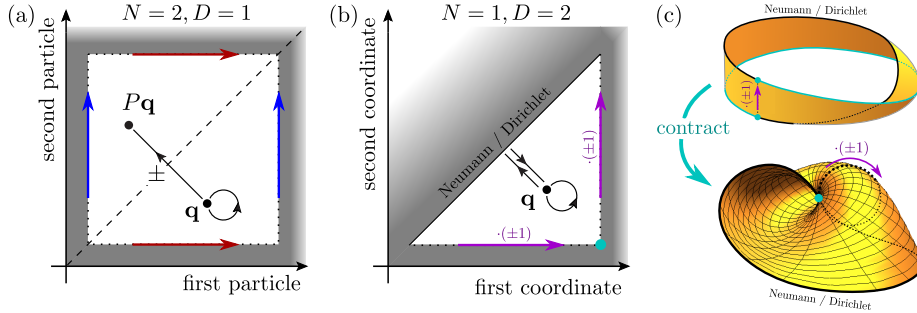 (a)
N = 2, D = 1
second particle
Pq
±
q
first particle
(b)
N = 1, D = 2
second coordinate
Neumann / Dirichlet
·(±1)
q
·(±1)
first coordinate
(c)
Neumann / Dirichlet
·(±1)
contract
·(±1)
Neumann / Dirichlet